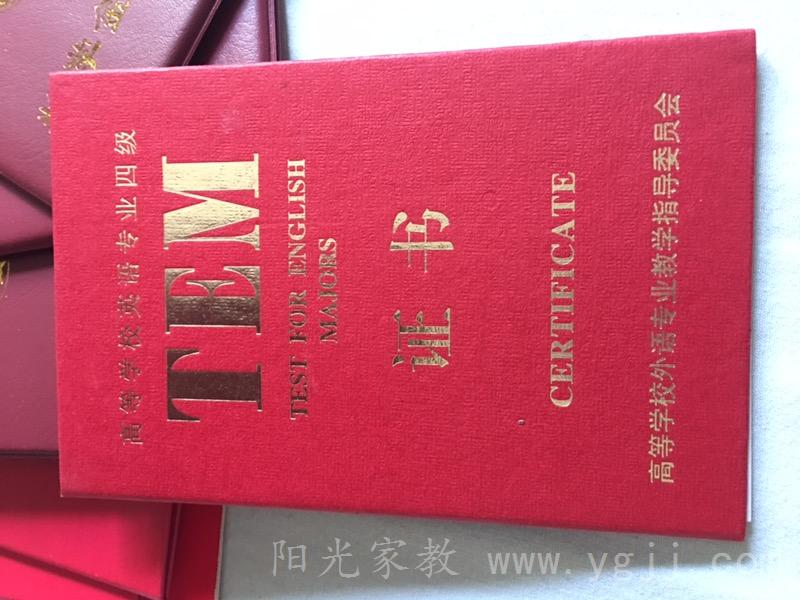 高等学校英语专业四级
TEM
TEST FOR ENGLISH
MAJORS
证书
CERTIFICATE
高等学校外语专业教学指导委员会
阳光家教 www.ygjj.co